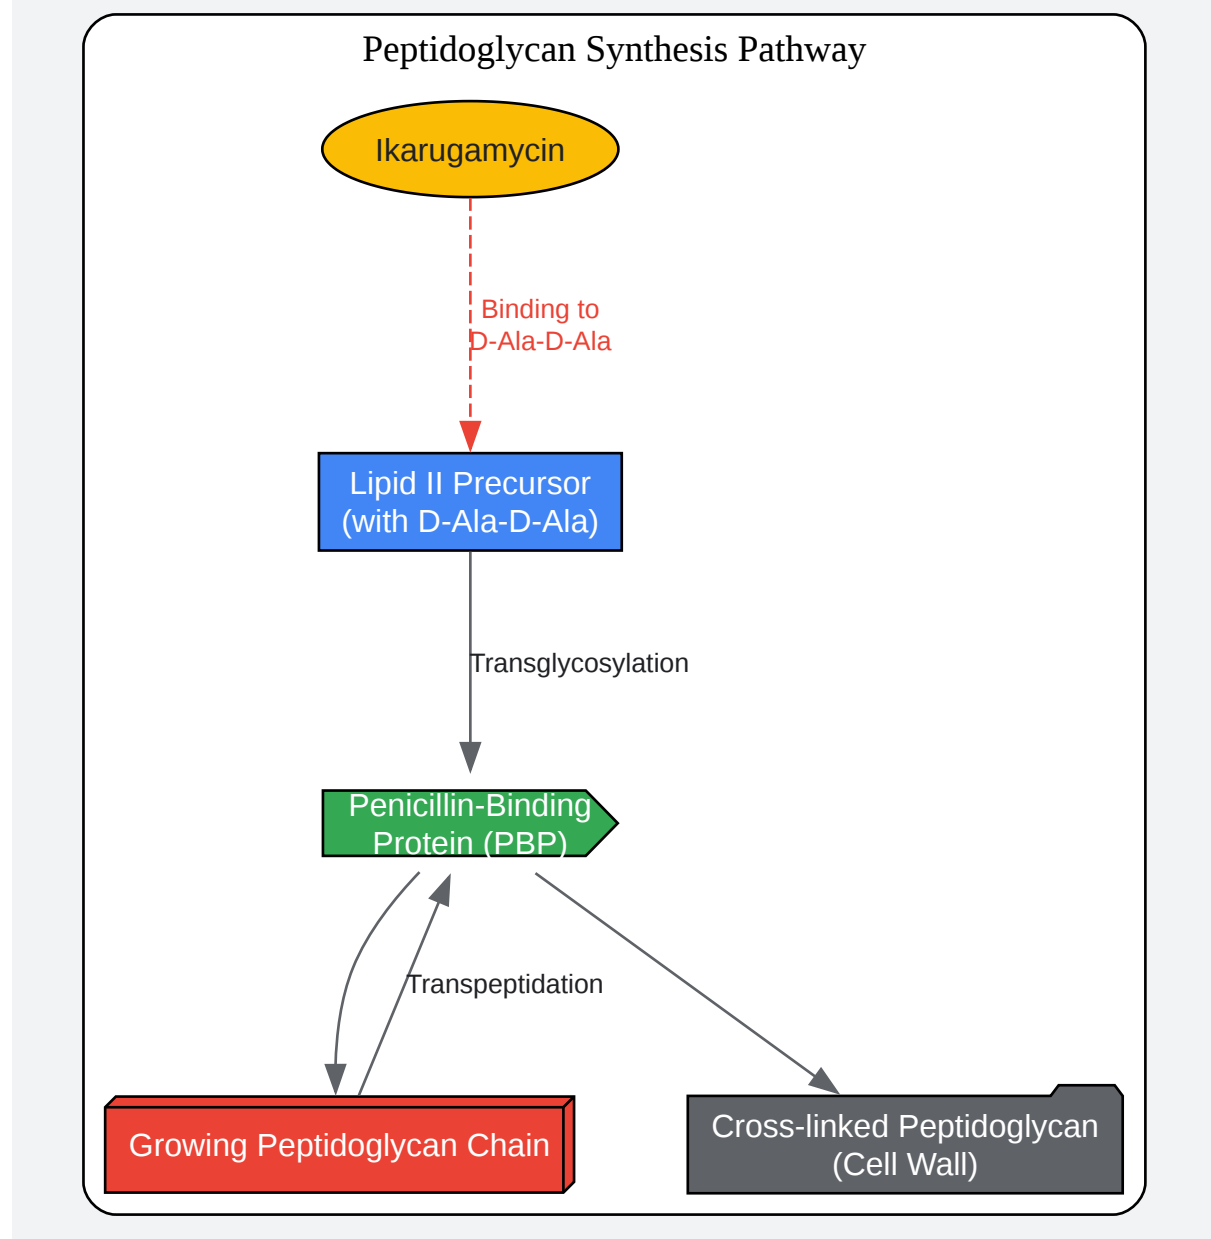 Peptidoglycan Synthesis Pathway
Ikarugamycin
Binding to
D-Ala-D-Ala
Lipid II Precursor
(with D-Ala-D-Ala)
Transglycosylation
Penicillin-Binding
Protein (PBP)
Transpeptidation
Growing Peptidoglycan Chain
Cross-linked Peptidoglycan
(Cell Wall)